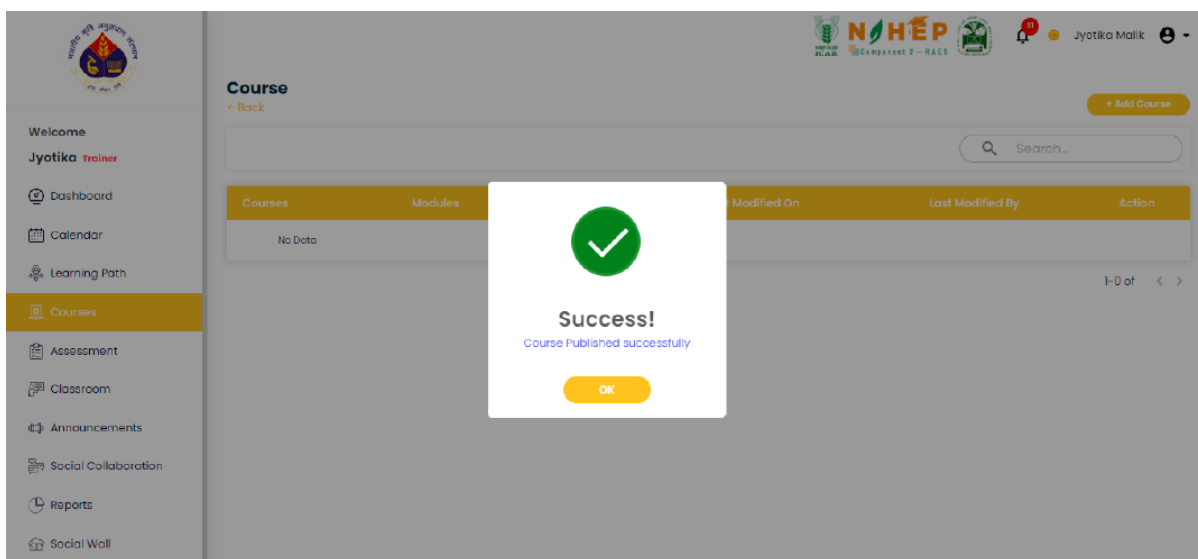 NAHEP
ICAR
Component 2 - RAES
31
Jyotika Malik
Course
< Back
+ Add Course
Welcome
Jyotika Trainer
Search...
Dashboard
Courses Modules t Modified On Last Modified By Action
No Data
Calendar
Learning Path
1-0 of < >
Courses
Success!
Course Published successfully
OK
Assessment
Classroom
Announcements
Social Collaboration
Reports
Social Wall